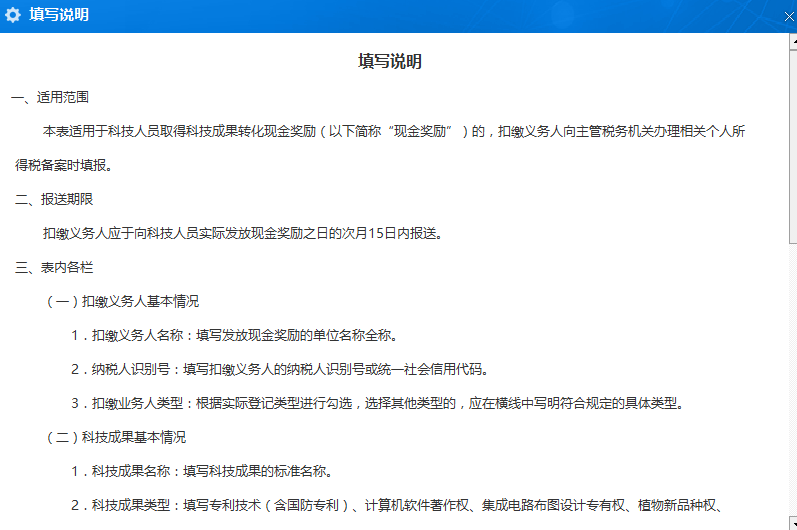 填写说明
填写说明
一、适用范围
本表适用于科技人员取得科技成果转化现金奖励（以下简称“现金奖励”）的，扣缴义务人向主管税务机关办理相关个人所
得税备案时填报。
二、报送期限
扣缴义务人应于向科技人员实际发放现金奖励之日的次月15日内报送。
三、表内各栏
（一）扣缴义务人基本情况
1．扣缴义务人名称：填写发放现金奖励的单位名称全称。
2．纳税人识别号：填写扣缴义务人的纳税人识别号或统一社会信用代码。
3．扣缴业务人类型：根据实际登记类型进行勾选，选择其他类型的，应在横线中写明符合规定的具体类型。
（二）科技成果基本情况
1．科技成果名称：填写科技成果的标准名称。
2．科技成果类型：填写专利技术（含国防专利）、计算机软件著作权、集成电路布图设计专有权、植物新品种权、